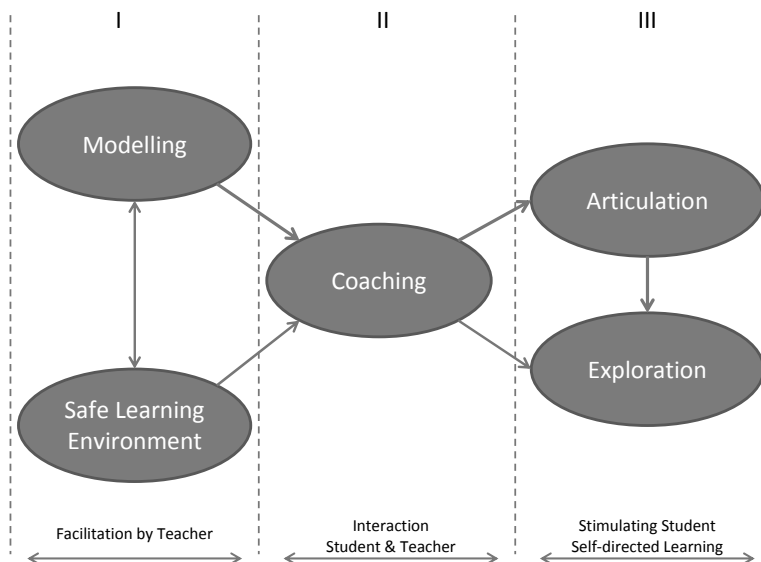 I
II
III
Modelling
Articulation
Coaching
Exploration
Safe Learning
Environment
Facilitation by Teacher
Interaction
Student & Teacher
Stimulating Student
Self-directed Learning